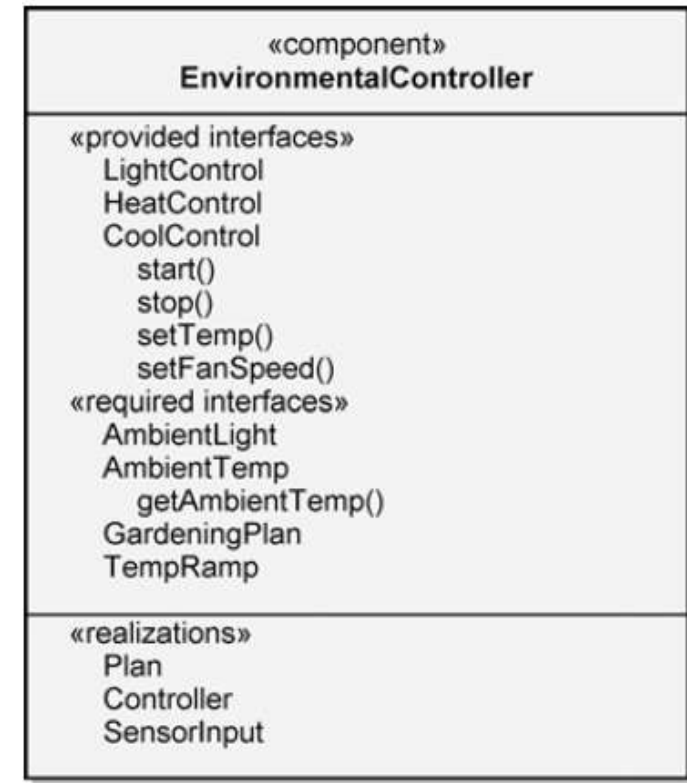 «component»
EnvironmentalController
«provided interfaces»
LightControl
HeatControl
CoolControl
start()
stop()
setTemp()
setFanSpeed()
«required interfaces»
AmbientLight
AmbientTemp
getAmbientTemp()
GardeningPlan
TempRamp
«realizations»
Plan
Controller
SensorInput